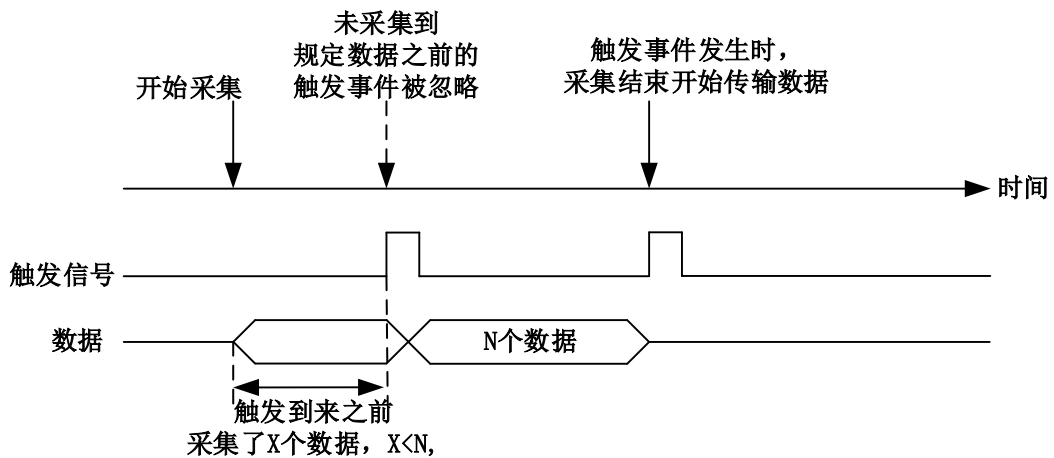 未采集到
规定数据之前的
触发事件被忽略
触发事件发生时，
采集结束开始传输数据
开始采集
时间
触发信号
数据
N个数据
触发到来之前
采集了X个数据，X<N,